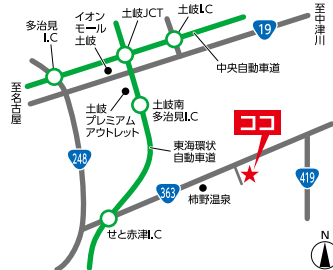 多治見
I.C
イオン
モール
土岐
土岐JCT
土岐I.C
19
至中津川
中央自動車道
至名古屋
土岐
プレミアム
アウトレット
土岐南
多治見I.C
ココ
東海環状
自動車道
248
363
柿野温泉
419
せと赤津I.C
N